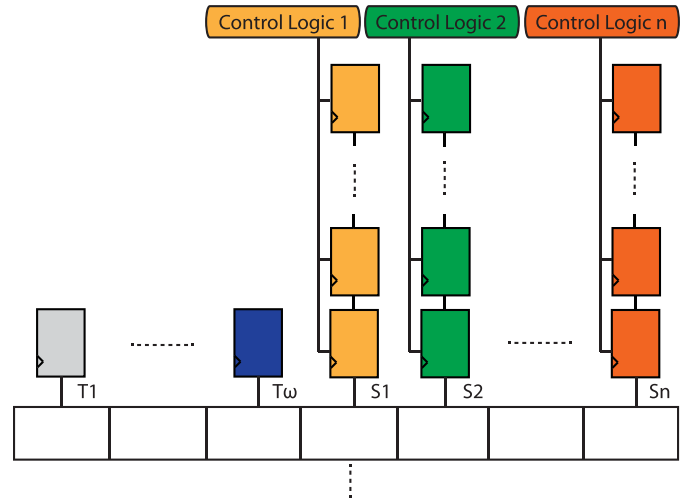 Control Logic 1 Control Logic 2 Control Logic n
T1 Tω S1 S2 Sn